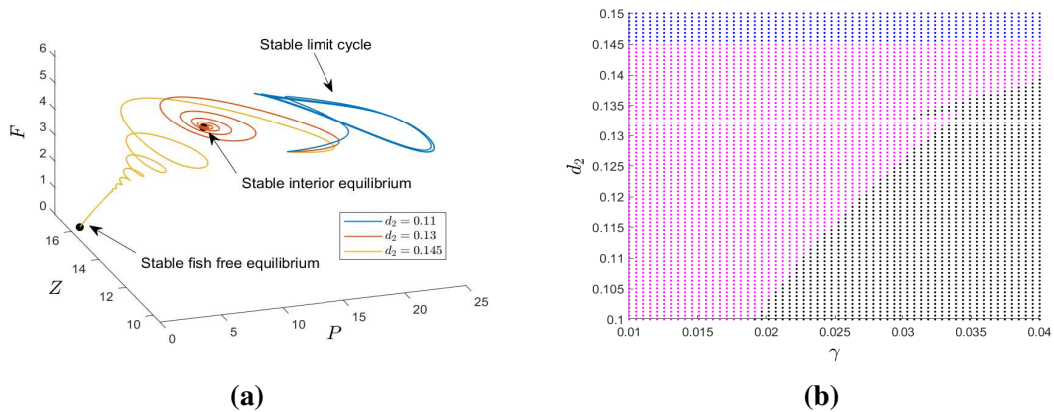 Stable limit cycle
6
5
4
3
2
1
0
F
Stable interior equilibrium
d₂ = 0.11
d₂ = 0.13
d₂ = 0.145
Stable fish free equilibrium
16
14
12
10
Z
0
5
10
15
20
25
P
(a)
0.15
0.145
0.14
0.135
0.13
0.125
0.12
0.115
0.11
0.105
0.1
d₂
0.01
0.015
0.02
0.025
0.03
0.035
0.04
γ
(b)